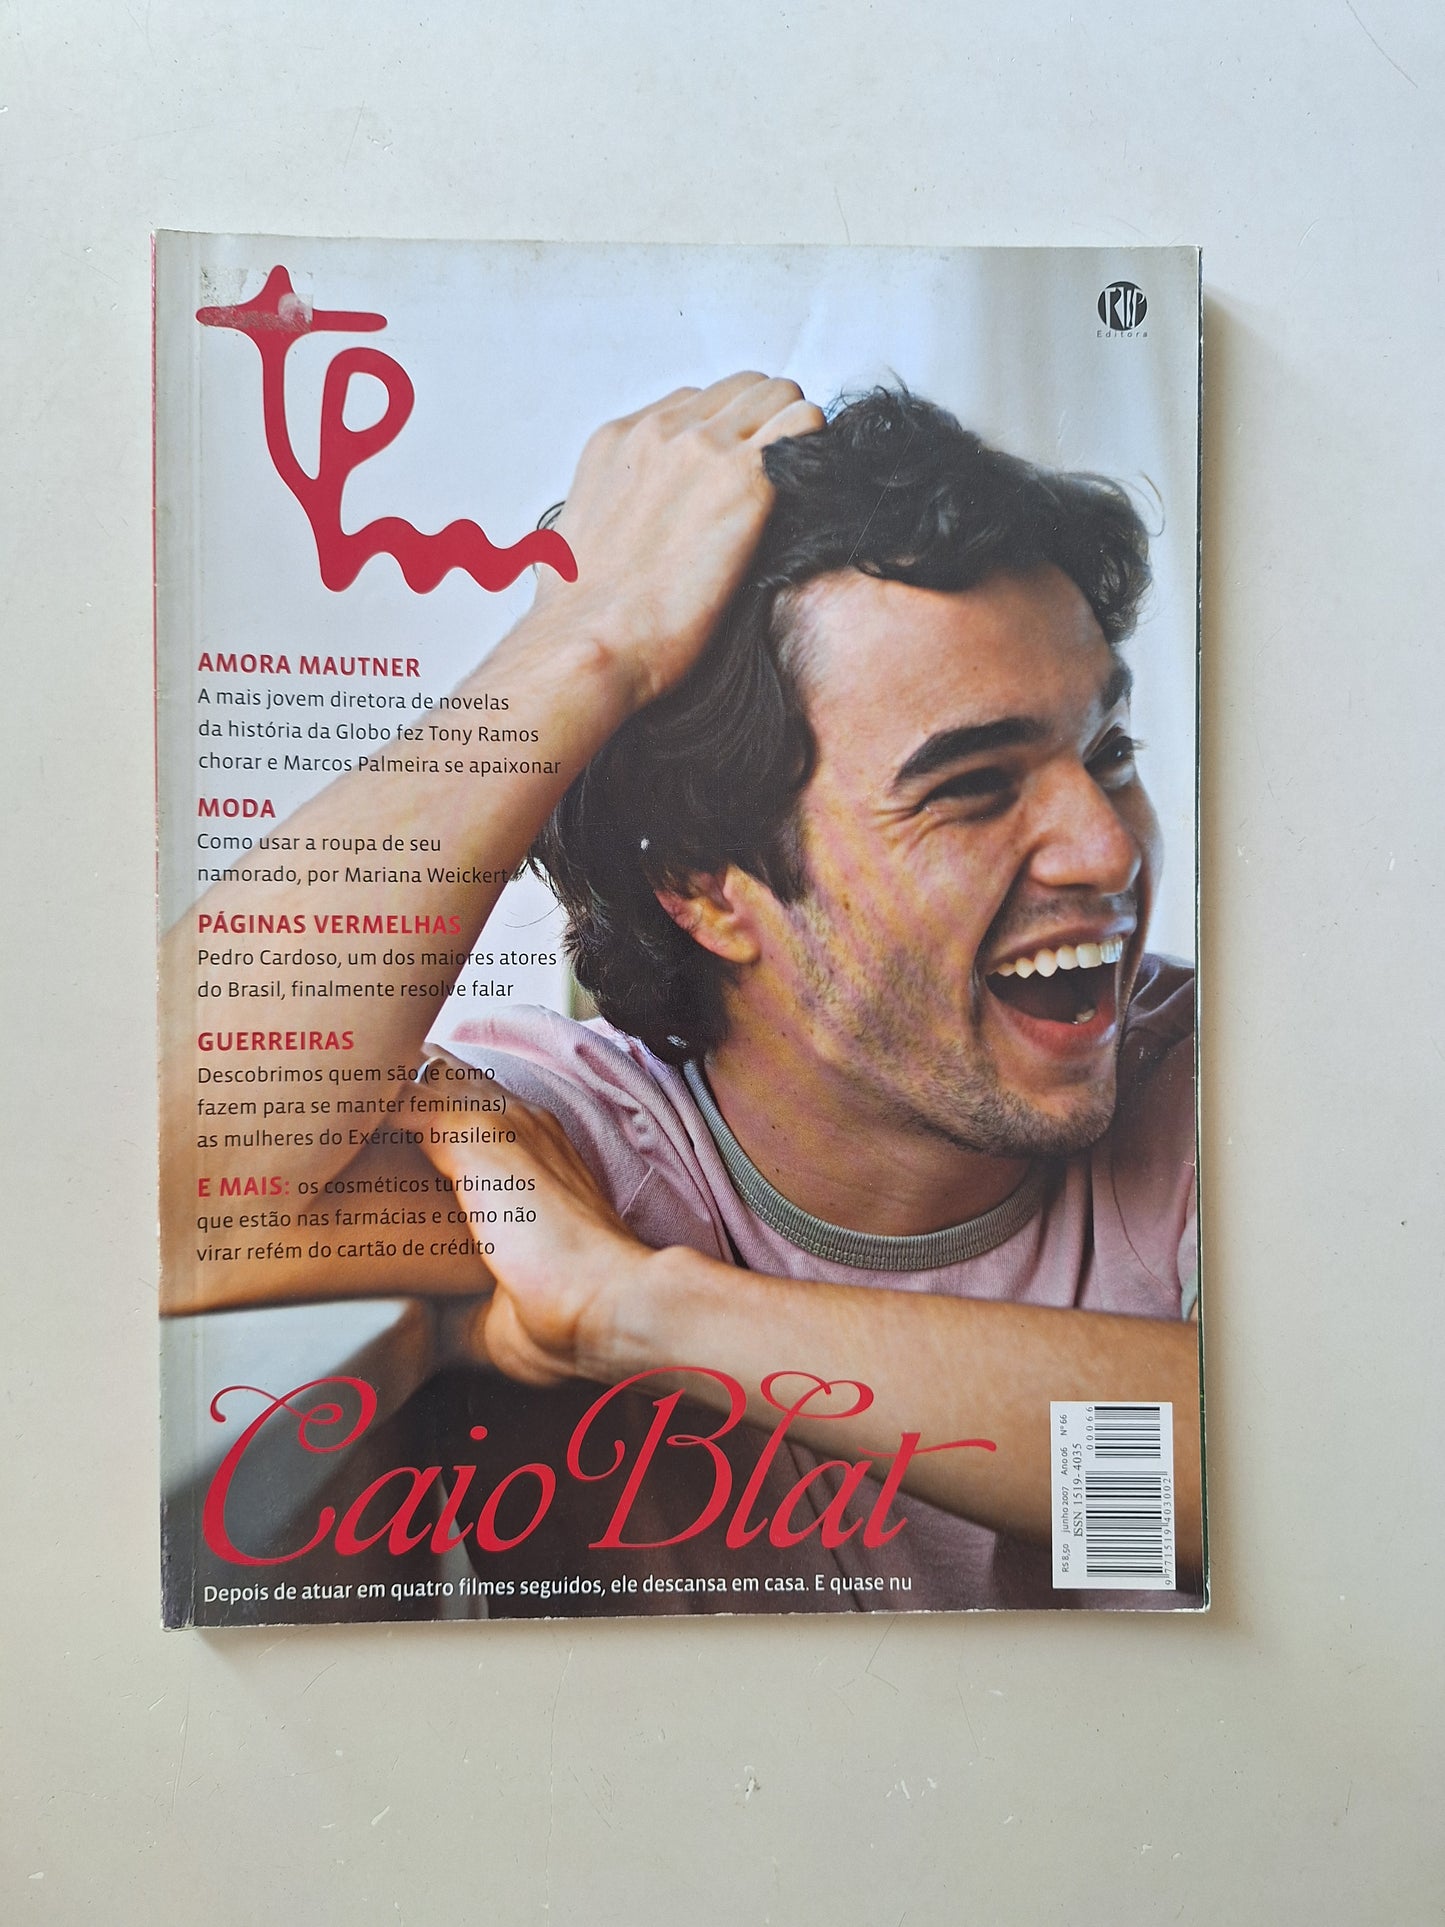 tpm
TRIP
Editora
AMORA MAUTNER
A mais jovem diretora de novelas
da história da Globo fez Tony Ramos
chorar e Marcos Palmeira se apaixonar
MODA
Como usar a roupa de seu
namorado, por Mariana Weickert
PÁGINAS VERMELHAS
Pedro Cardoso, um dos maiores atores
do Brasil, finalmente resolve falar
GUERREIRAS
Descobrimos quem são (e como
fazem para se manter femininas)
as mulheres do Exército brasileiro
E MAIS: os cosméticos turbinados
que estão nas farmácias e como não
virar refém do cartão de crédito
Caio Blat
Depois de atuar em quatro filmes seguidos, ele descansa em casa. E quase nu
R$ 8,50 junho 2007 Ano 06 Nº 66
ISSN 1519-4035
00066
9 771519 403002